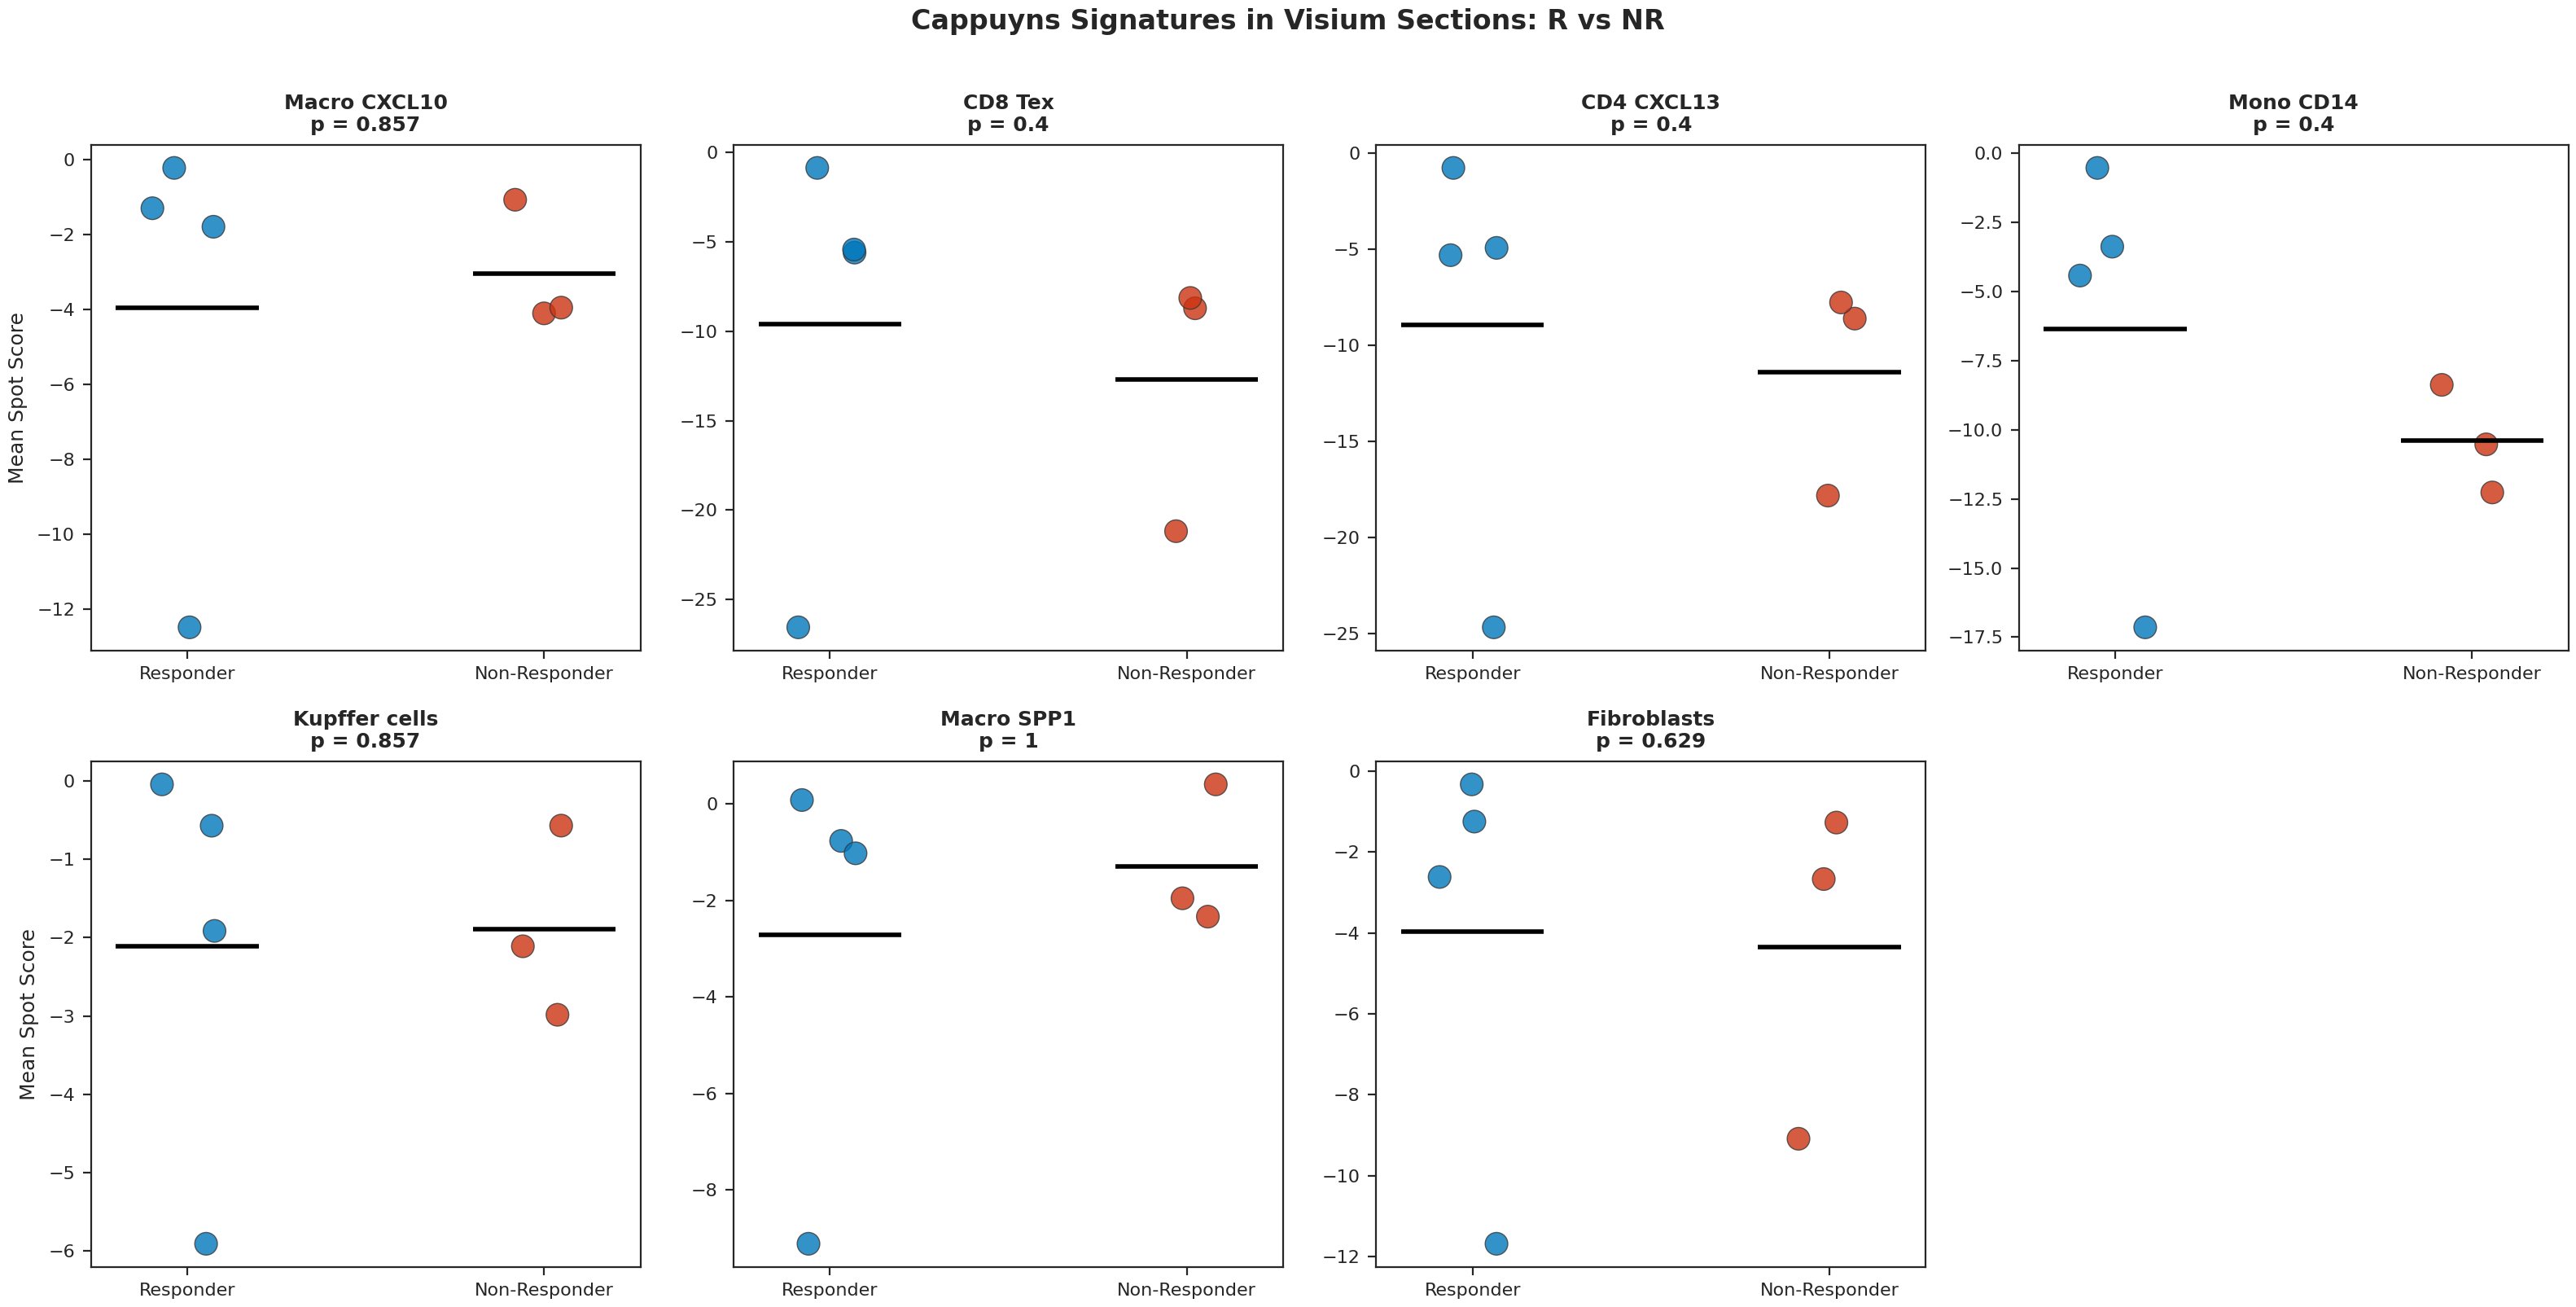 Cappuyns Signatures in Visium Sections: R vs NR
Macro CXCL10
p = 0.857
Mean Spot Score
0
−2
−4
−6
−8
−10
−12
Responder
Non-Responder
CD8 Tex
p = 0.4
0
−5
−10
−15
−20
−25
Responder
Non-Responder
CD4 CXCL13
p = 0.4
0
−5
−10
−15
−20
−25
Responder
Non-Responder
Mono CD14
p = 0.4
0.0
−2.5
−5.0
−7.5
−10.0
−12.5
−15.0
−17.5
Responder
Non-Responder
Kupffer cells
p = 0.857
Mean Spot Score
0
−1
−2
−3
−4
−5
−6
Responder
Non-Responder
Macro SPP1
p = 1
0
−2
−4
−6
−8
Responder
Non-Responder
Fibroblasts
p = 0.629
0
−2
−4
−6
−8
−10
−12
Responder
Non-Responder